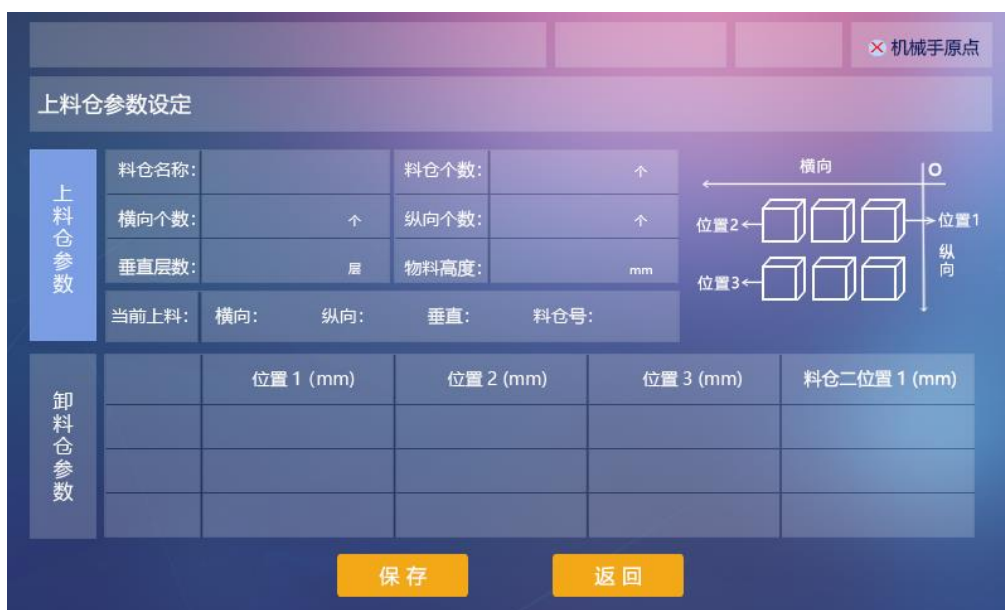 机械手原点
上料仓参数设定
上料仓参数
料仓名称: 料仓个数: 个
横向个数: 个 纵向个数: 个
垂直层数: 层 物料高度: mm
当前上料: 横向: 纵向: 垂直: 料仓号:
横向 O
位置2 位置1
纵向
位置3
卸料仓参数
位置 1 (mm) 位置 2 (mm) 位置 3 (mm) 料仓二位置 1 (mm)
保存 返回